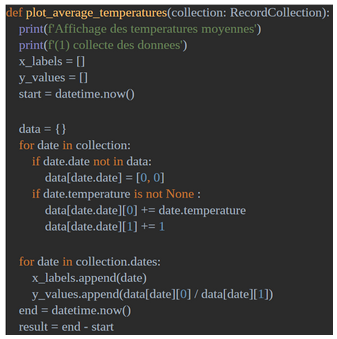 def plot_average_temperatures(collection: RecordCollection):
    print(f'Affichage des temperatures moyennes')
    print(f'(1) collecte des donnees')
    x_labels = []
    y_values = []
    start = datetime.now()

    data = {}
    for date in collection:
        if date.date not in data:
            data[date.date] = [0, 0]
        if date.temperature is not None :
            data[date.date][0] += date.temperature
            data[date.date][1] += 1

    for date in collection.dates:
        x_labels.append(date)
        y_values.append(data[date][0] / data[date][1])
    end = datetime.now()
    result = end - start